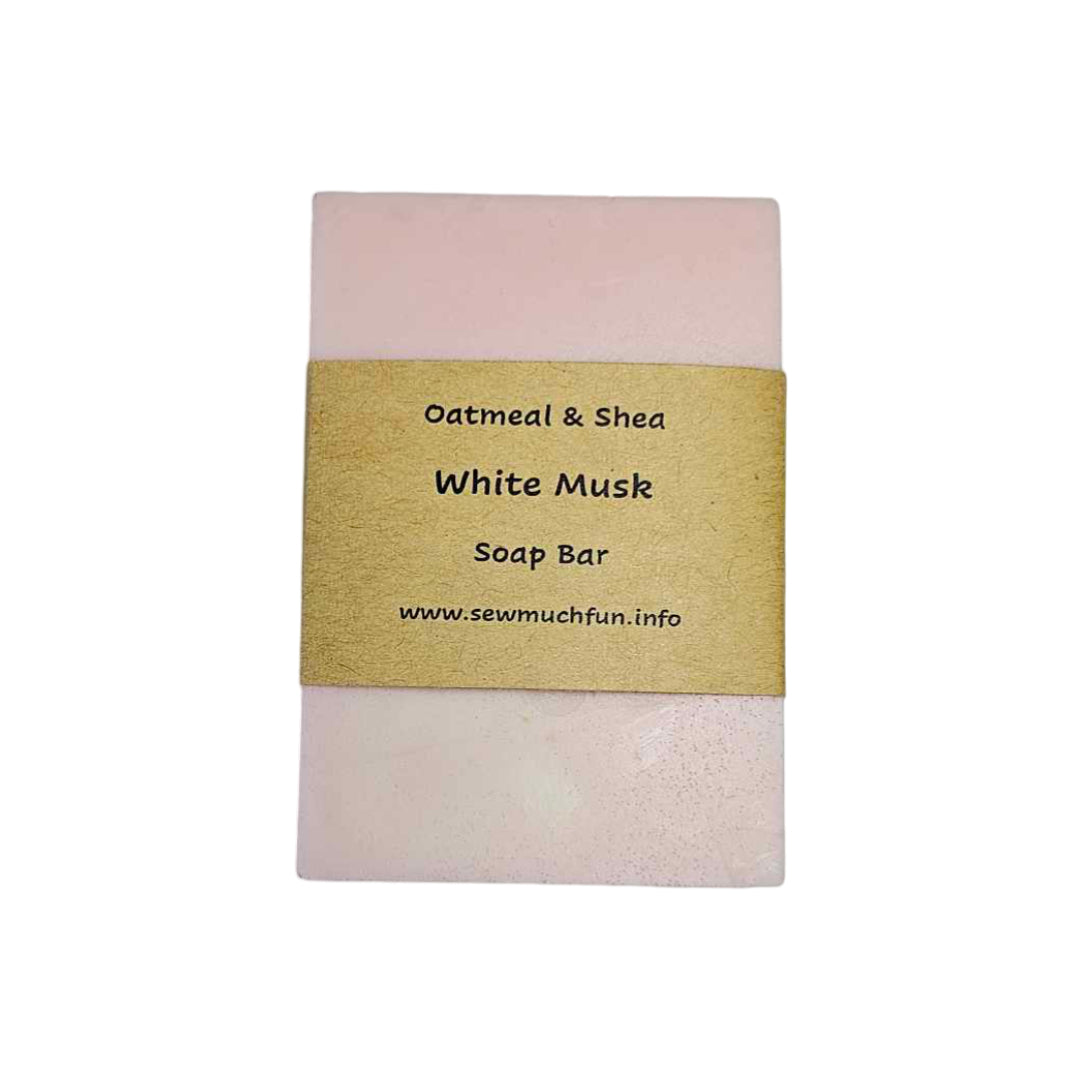 Oatmeal & Shea
White Musk
Soap Bar
www.sewmuchfun.info